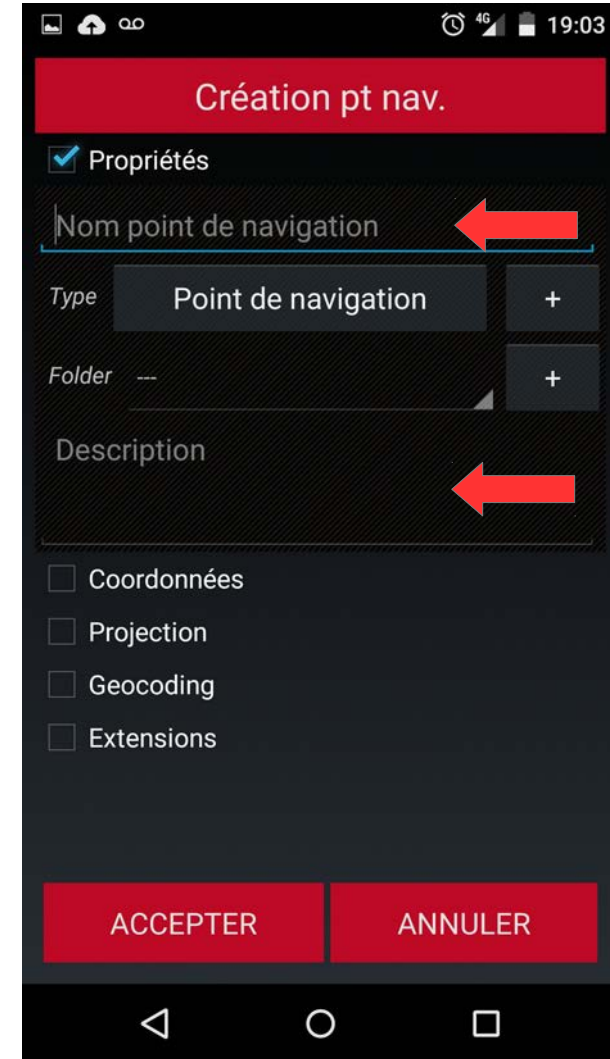 4G 19:03
Création pt nav.
Propriétés
Nom point de navigation
Type Point de navigation +
Folder --- +
Description
Coordonnées
Projection
Geocoding
Extensions
ACCEPTER ANNULER